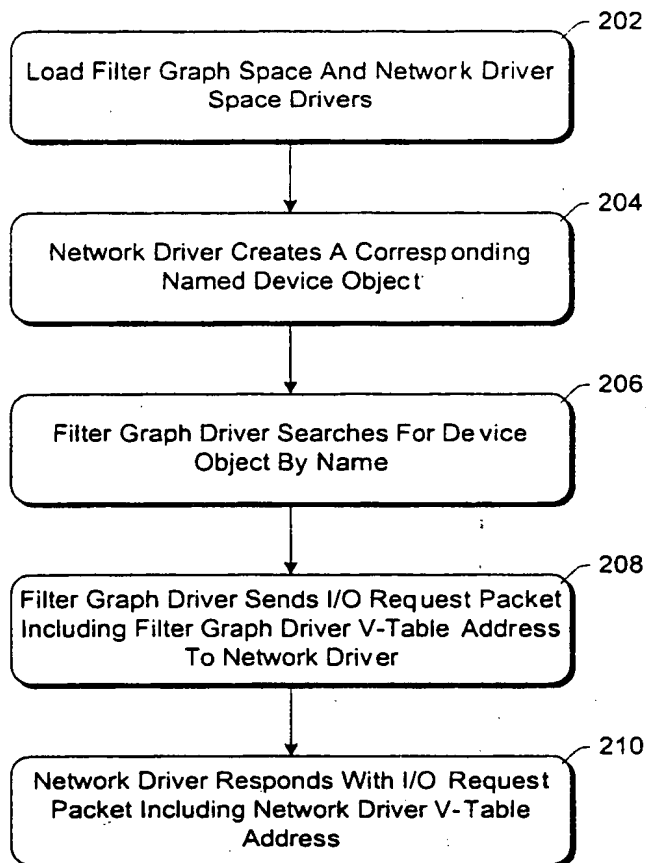 202
Load Filter Graph Space And Network Driver
Space Drivers
204
Network Driver Creates A Corresponding
Named Device Object
206
Filter Graph Driver Searches For Device
Object By Name
208
Filter Graph Driver Sends I/O Request Packet
Including Filter Graph Driver V-Table Address
To Network Driver
210
Network Driver Responds With I/O Request
Packet Including Network Driver V-Table
Address